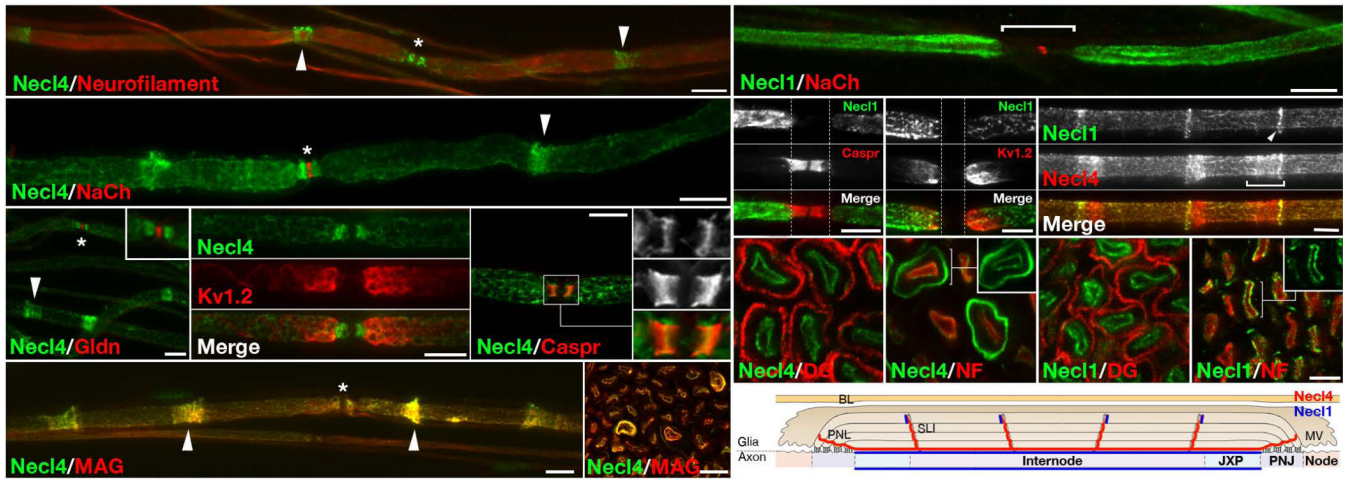 Necl4/Neurofilament
*
Necl4/NaCh
*
Necl4/Gldn
*
Necl4
Kv1.2
Merge
Necl4/Caspr
Necl4/MAG
*
Necl4/MAG
Necl1/NaCh
Necl1
Caspr
Merge
Necl1
Kv1.2
Merge
Necl1
Necl4
Merge
Necl4/DG
Necl4/NF
Necl1/DG
Necl1/NF
BL
Necl4
Necl1
PNL
SLI
MV
Glia
Axon
Internode
JXP
PNJ
Node